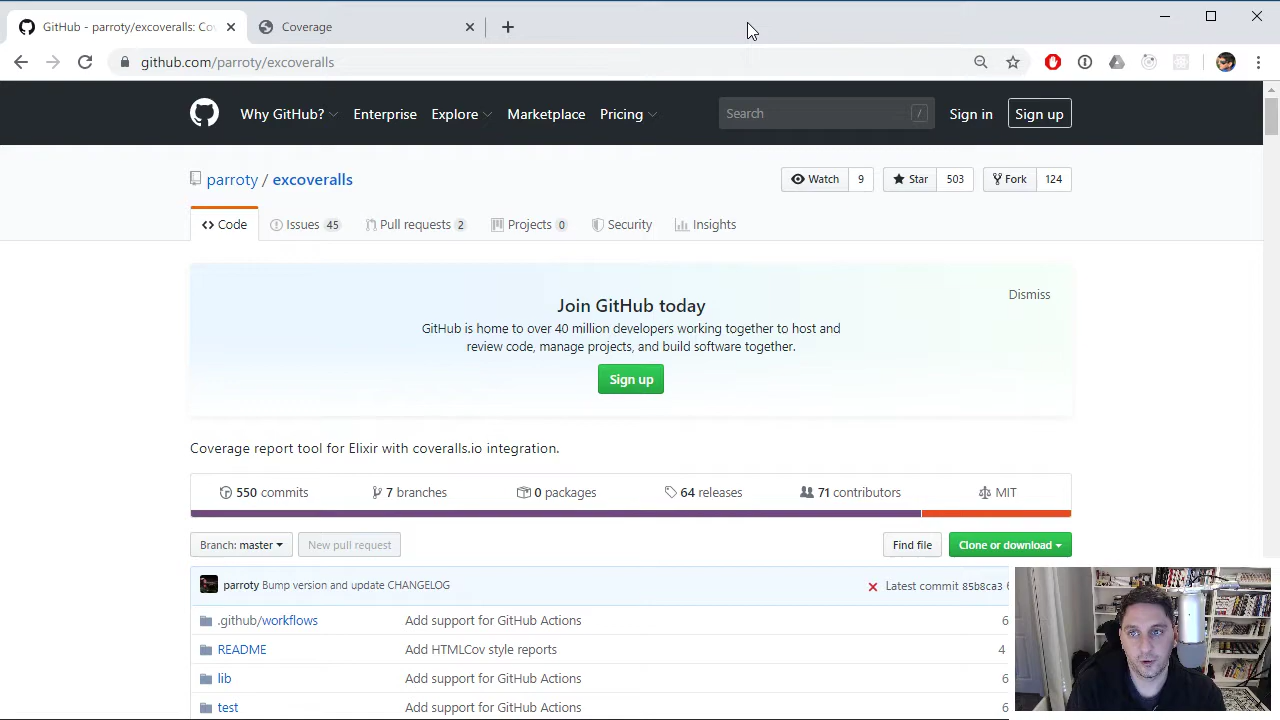 GitHub - parroty/excoveralls: Co
Coverage
github.com/parroty/excoveralls
Why GitHub?
Enterprise
Explore
Marketplace
Pricing
Search
/
Sign in
Sign up
parroty / excoveralls
Watch 9
Star 503
Fork 124
Code
Issues 45
Pull requests 2
Projects 0
Security
Insights
Join GitHub today
Dismiss
GitHub is home to over 40 million developers working together to host and
review code, manage projects, and build software together.
Sign up
Coverage report tool for Elixir with coveralls.io integration.
550 commits
7 branches
0 packages
64 releases
71 contributors
MIT
Branch: master
New pull request
Find file
Clone or download
parroty Bump version and update CHANGELOG
Latest commit 85b8ca3 6
.github/workflows
Add support for GitHub Actions
6
README
Add HTMLCov style reports
4
lib
Add support for GitHub Actions
6
test
Add support for GitHub Actions
6